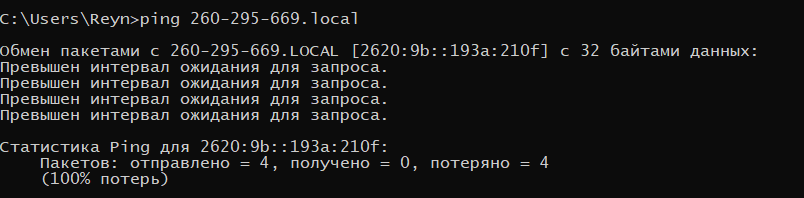 C:\Users\Reyn>ping 260-295-669.local
Обмен пакетами с 260-295-669.LOCAL [2620:9b::193a:210f] с 32 байтами данных:
Превышен интервал ожидания для запроса.
Превышен интервал ожидания для запроса.
Превышен интервал ожидания для запроса.
Превышен интервал ожидания для запроса.
Статистика Ping для 2620:9b::193a:210f:
Пакетов: отправлено = 4, получено = 0, потеряно = 4
(100% потерь)